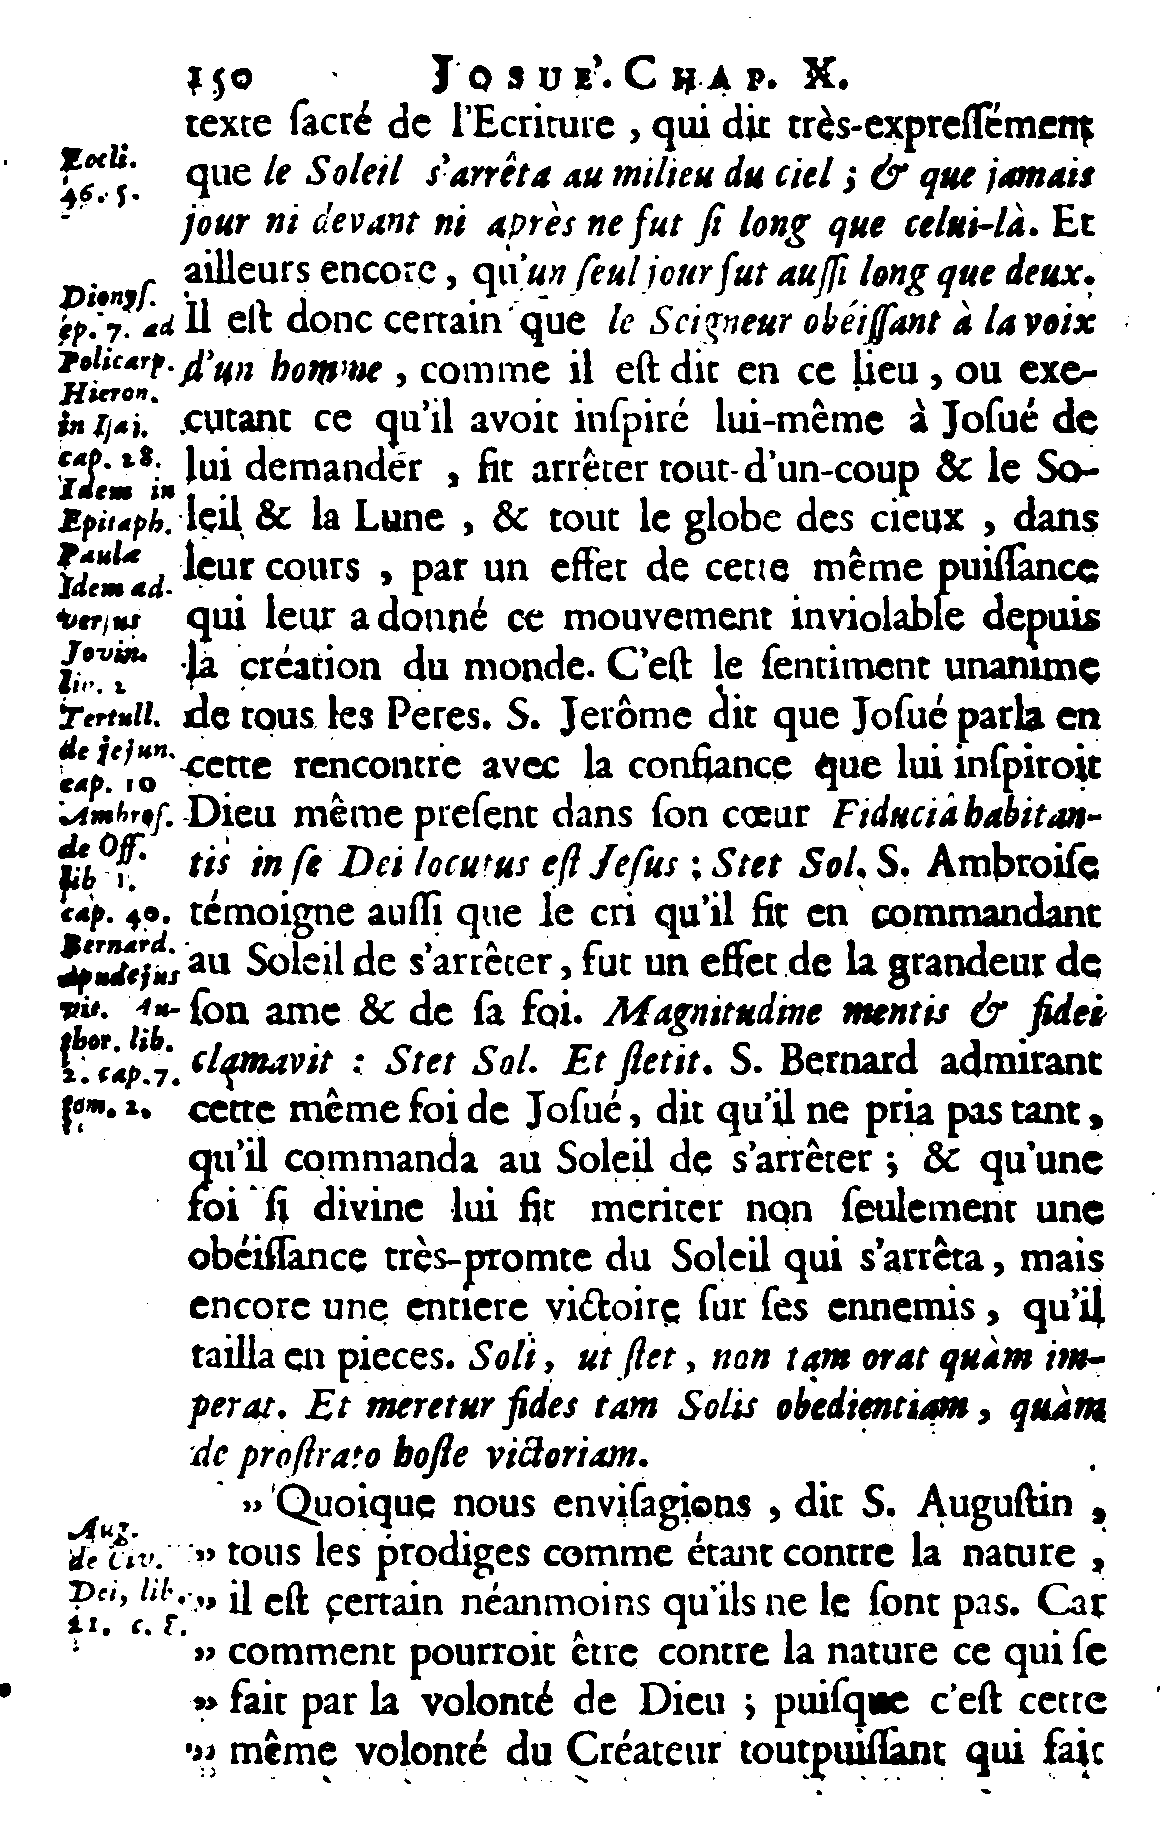 150 JOSUE'. CHAP. X.
texte ſacré de l'Ecriture , qui dit très-expreſſément
que le Soleil s'arrêta au milieu du ciel ; & que jamais
jour ni devant ni après ne fut ſi long que celui-là. Et
ailleurs encore , qu'un ſeul jour fut auſſi long que deux.
Il eſt donc certain que le Seigneur obéiſſant à la voix
d'un homme , comme il eſt dit en ce lieu , ou exe-
cutant ce qu'il avoit inſpiré lui-même à Joſué de
lui demander , fit arrêter tout-d'un-coup & le So-
leil & la Lune , & tout le globe des cieux , dans
leur cours , par un effet de cette même puiſſance
qui leur a donné ce mouvement inviolable depuis
la création du monde. C'eſt le ſentiment unanime
de tous les Peres. S. Jerôme dit que Joſué parla en
cette rencontre avec la confiance que lui inſpiroit
Dieu même preſent dans ſon cœur Fiduciâ habitan-
tis in ſe Dei locutus eſt Jeſus ; Stet Sol. S. Ambroiſe
témoigne auſſi que le cri qu'il fit en commandant
au Soleil de s'arrêter , fut un effet de la grandeur de
ſon ame & de ſa foi. Magnitudine mentis & fidei
clamavit : Stet Sol. Et ſtetit. S. Bernard admirant
cette même foi de Joſué, dit qu'il ne pria pas tant ,
qu'il commanda au Soleil de s'arrêter ; & qu'une
foi ſi divine lui fit meriter non ſeulement une
obéiſſance très-promte du Soleil qui s'arrêta , mais
encore une entiere victoire ſur ſes ennemis , qu'il
tailla en pieces. Soli , ut ſtet , non tam orat quàm im-
perat. Et meretur fides tam Solis obedientiam , quàm
de proſtrato hoſte victoriam.
„ Quoique nous enviſagions , dit S. Auguſtin ,
„ tous les prodiges comme étant contre la nature ,
„ il eſt certain néanmoins qu'ils ne le ſont pas. Car
„ comment pourroit être contre la nature ce qui ſe
„ fait par la volonté de Dieu ; puiſque c'eſt cette
„ même volonté du Créateur toutpuiſſant qui fait
Eccli.
46. 5.
Dionyſ.
ep. 7. ad
Policarp.
Hieron.
in Iſai.
cap. 28.
Idem in
Epitaph.
Paulæ
Idem ad-
verſus
Jovin.
liv. 2
Tertull.
de jejun.
cap. 10
Ambroſ.
de Off.
lib 1.
cap. 40.
Bernard.
apud ejus
vit. Au-
thor. lib.
2. cap. 7.
tom. 2.
Aug.
de Civ.
Dei, lib.
21. c. 8.